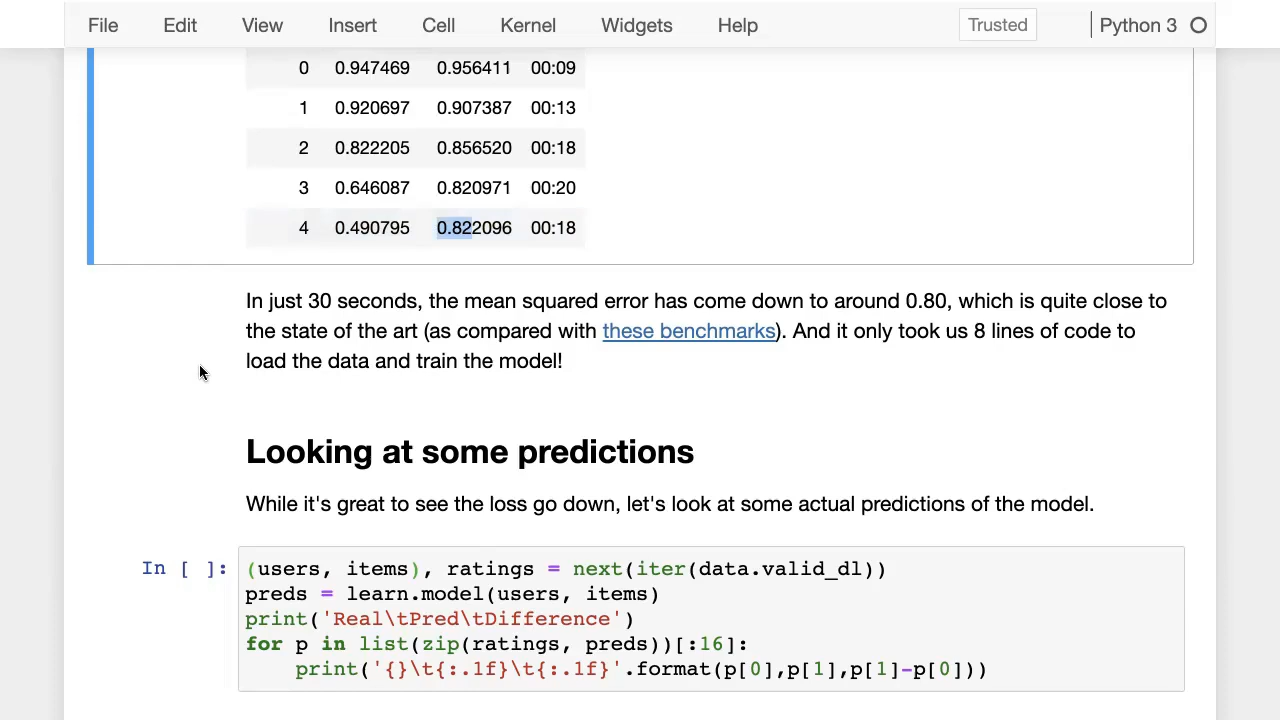 File Edit View Insert Cell Kernel Widgets Help Trusted Python 3
0 0.947469 0.956411 00:09
1 0.920697 0.907387 00:13
2 0.822205 0.856520 00:18
3 0.646087 0.820971 00:20
4 0.490795 0.822096 00:18
In just 30 seconds, the mean squared error has come down to around 0.80, which is quite close to
the state of the art (as compared with these benchmarks). And it only took us 8 lines of code to
load the data and train the model!
Looking at some predictions
While it's great to see the loss go down, let's look at some actual predictions of the model.
In [ ]: (users, items), ratings = next(iter(data.valid_dl))
preds = learn.model(users, items)
print('Real\tPred\tDifference')
for p in list(zip(ratings, preds))[:16]:
    print('{}\t{:.1f}\t{:.1f}'.format(p[0],p[1],p[1]-p[0]))